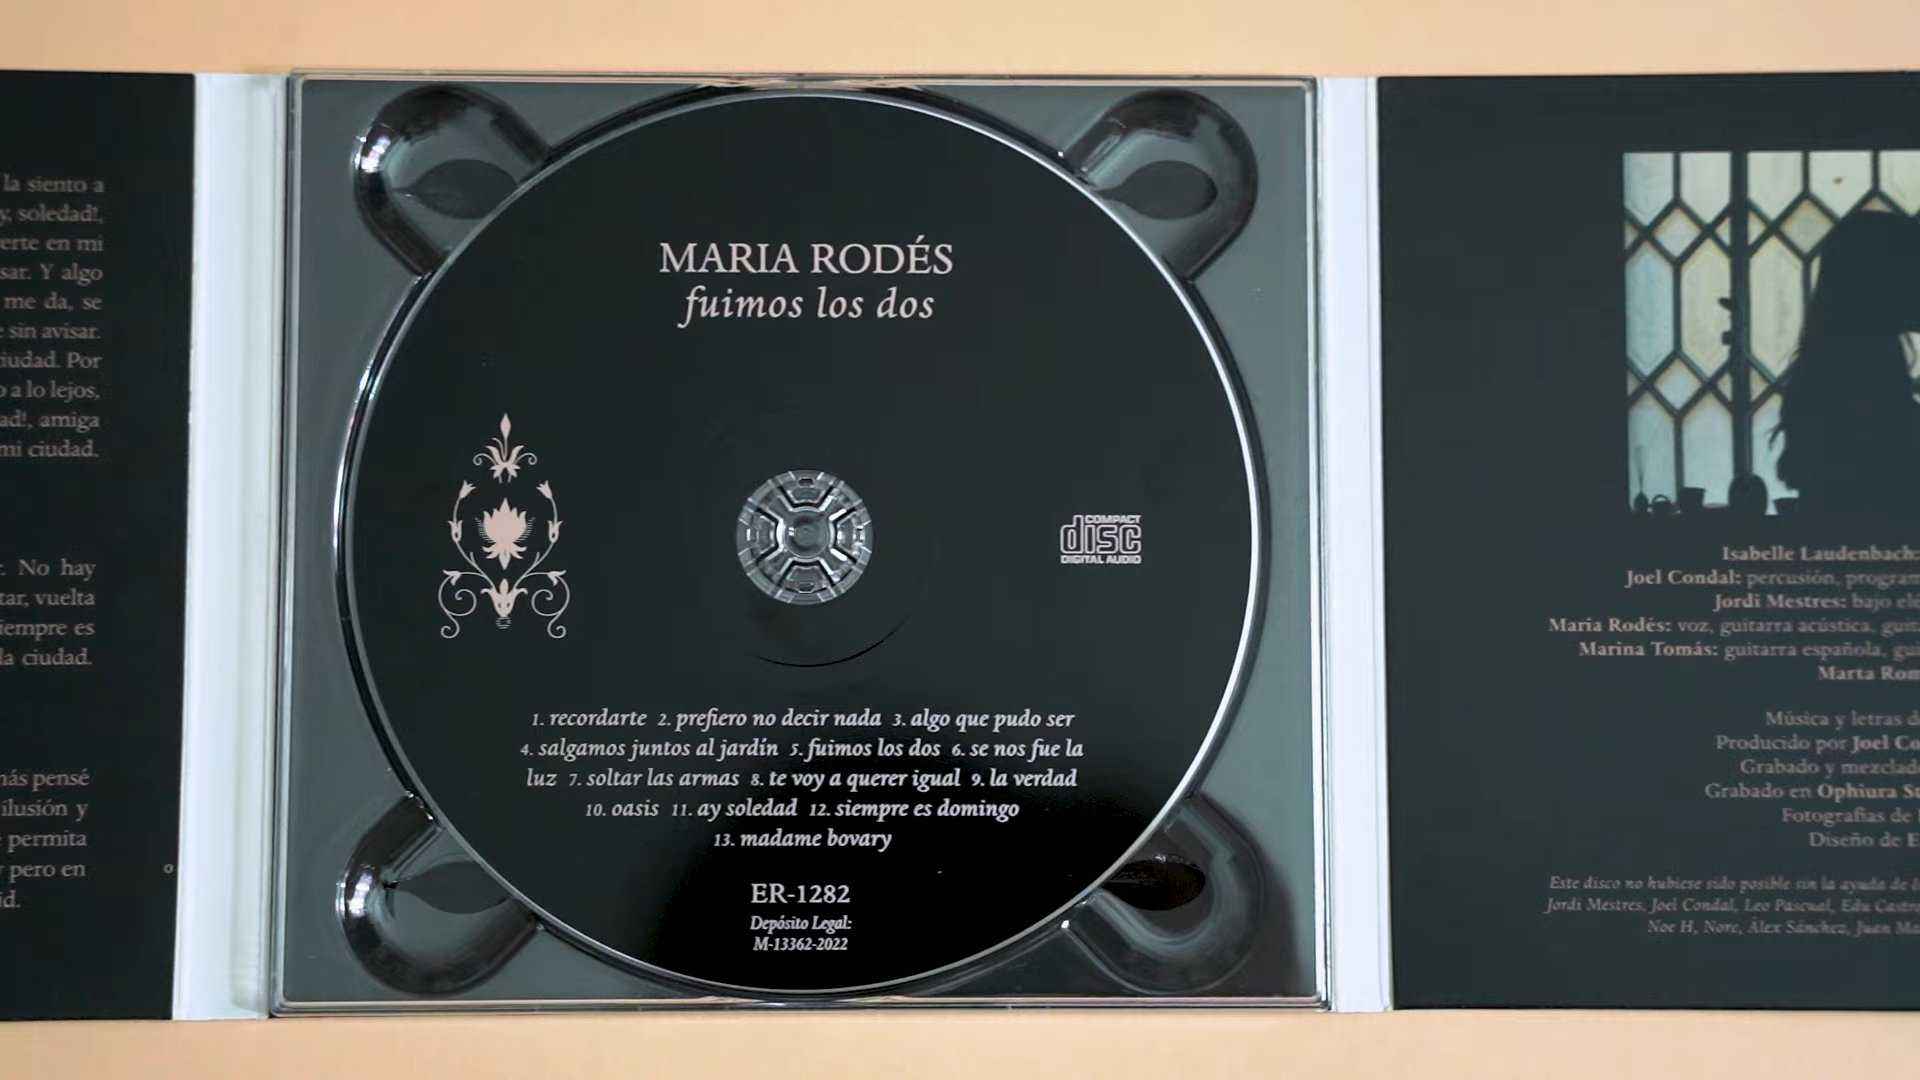 la siento a
y, soledad!,
erte en mi
sar. Y algo
me da, se
sin avisar.
iudad. Por
a lo lejos,
ad!, amiga
mi ciudad.
. No hay
tar, vuelta
iempre es
la ciudad.
más pensé
ilusión y
permita
pero en
id.
MARIA RODÉS
fuimos los dos
COMPACT
disc
DIGITAL AUDIO
1. recordarte 2. prefiero no decir nada 3. algo que pudo ser
4. salgamos juntos al jardín 5. fuimos los dos 6. se nos fue la
luz 7. soltar las armas 8. te voy a querer igual 9. la verdad
10. oasis 11. ay soledad 12. siempre es domingo
13. madame bovary
ER-1282
Depósito Legal:
M-13362-2022
Isabelle Laudenbach:
Joel Condal: percusión, program
Jordi Mestres: bajo elé
Maria Rodés: voz, guitarra acústica, guita
Marina Tomás: guitarra española, gui
Marta Rom
Música y letras d
Producido por Joel Co
Grabado y mezclado
Grabado en Ophiura St
Fotografías de
Diseño de E
Este disco no hubiese sido posible sin la ayuda de
Jordi Mestres, Joel Condal, Leo Pascual, Edu Castro
Noe H, Nore, Álex Sánchez, Juan Ma